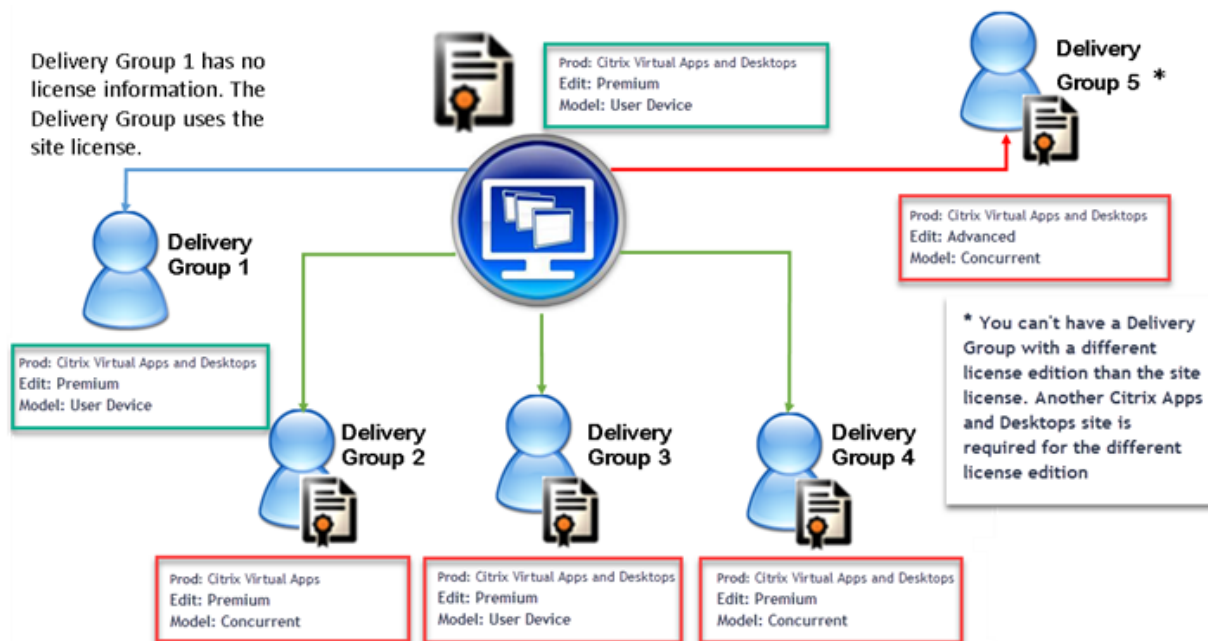 Delivery Group 1 has no
license information. The
Delivery Group uses the
site license.
Prod: Citrix Virtual Apps and Desktops
Edit: Premium
Model: User Device
Delivery
Group 5 *
Prod: Citrix Virtual Apps and Desktops
Edit: Advanced
Model: Concurrent
* You can't have a Delivery
Group with a different
license edition than the site
license. Another Citrix Apps
and Desktops site is
required for the different
license edition
Delivery
Group 1
Prod: Citrix Virtual Apps and Desktops
Edit: Premium
Model: User Device
Delivery
Group 2
Prod: Citrix Virtual Apps
Edit: Premium
Model: Concurrent
Delivery
Group 3
Prod: Citrix Virtual Apps and Desktops
Edit: Premium
Model: User Device
Delivery
Group 4
Prod: Citrix Virtual Apps and Desktops
Edit: Premium
Model: Concurrent